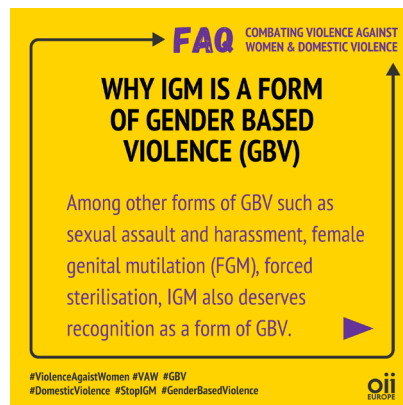 FAQ
COMBATING VIOLENCE AGAINST
WOMEN & DOMESTIC VIOLENCE
WHY IGM IS A FORM
OF GENDER BASED
VIOLENCE (GBV)
Among other forms of GBV such as
sexual assault and harassment, female
genital mutilation (FGM), forced
sterilisation, IGM also deserves
recognition as a form of GBV.
#ViolenceAgaistWomen #VAW #GBV
#DomesticViolence #StopIGM #GenderBasedViolence
oii
EUROPE